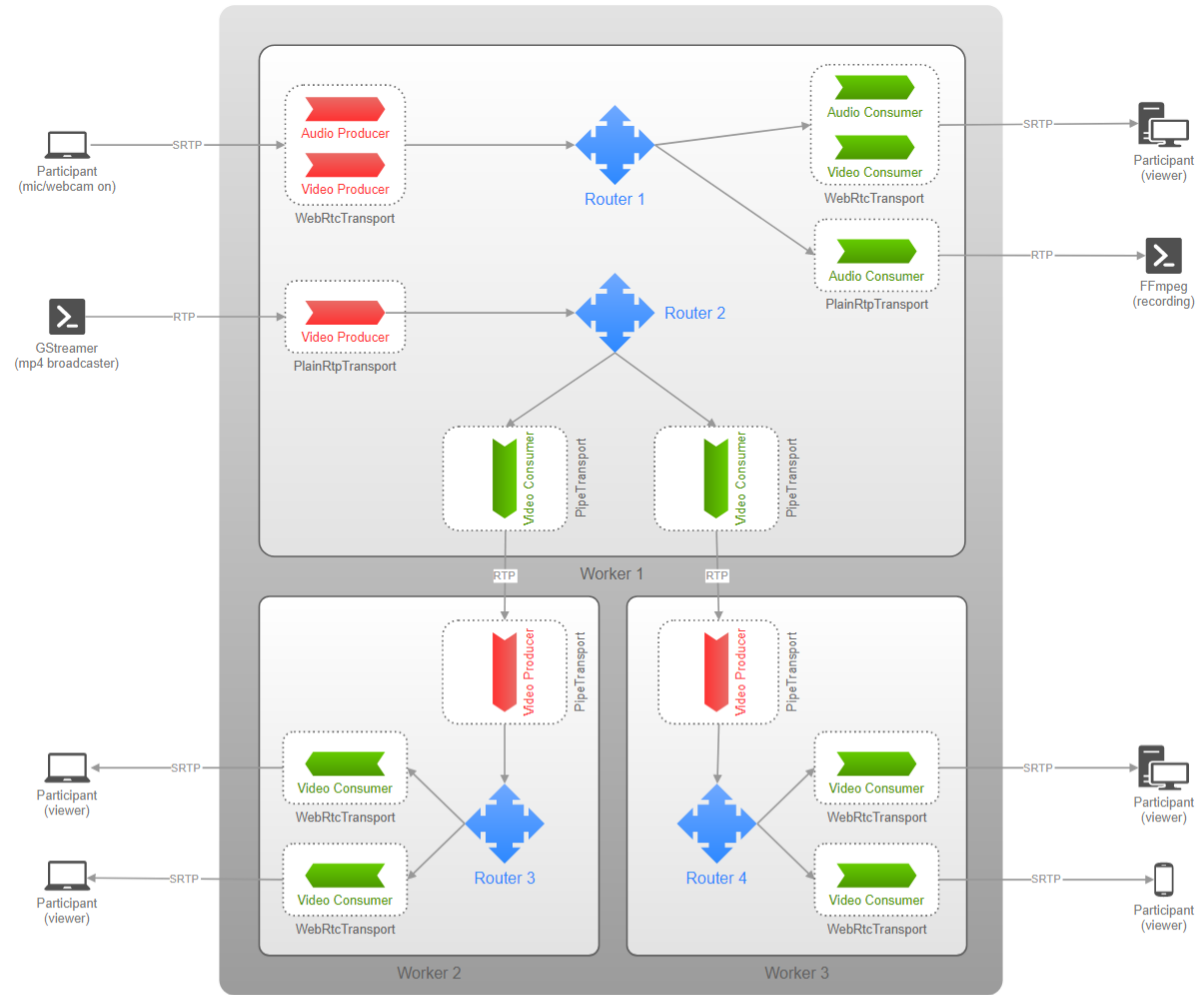 Participant
(mic/webcam on)
SRTP
Audio Producer
Video Producer
WebRtcTransport
Router 1
Audio Consumer
Video Consumer
WebRtcTransport
SRTP
Participant
(viewer)
Audio Consumer
PlainRtpTransport
RTP
FFmpeg
(recording)
GStreamer
(mp4 broadcaster)
RTP
Video Producer
PlainRtpTransport
Router 2
Video Consumer
PipeTransport
Video Consumer
PipeTransport
RTP
RTP
Worker 1
Video Producer
PipeTransport
Video Producer
PipeTransport
Participant
(viewer)
SRTP
Video Consumer
WebRtcTransport
Participant
(viewer)
SRTP
Video Consumer
WebRtcTransport
Router 3
Worker 2
Router 4
Video Consumer
WebRtcTransport
SRTP
Participant
(viewer)
Video Consumer
WebRtcTransport
SRTP
Participant
(viewer)
Worker 3